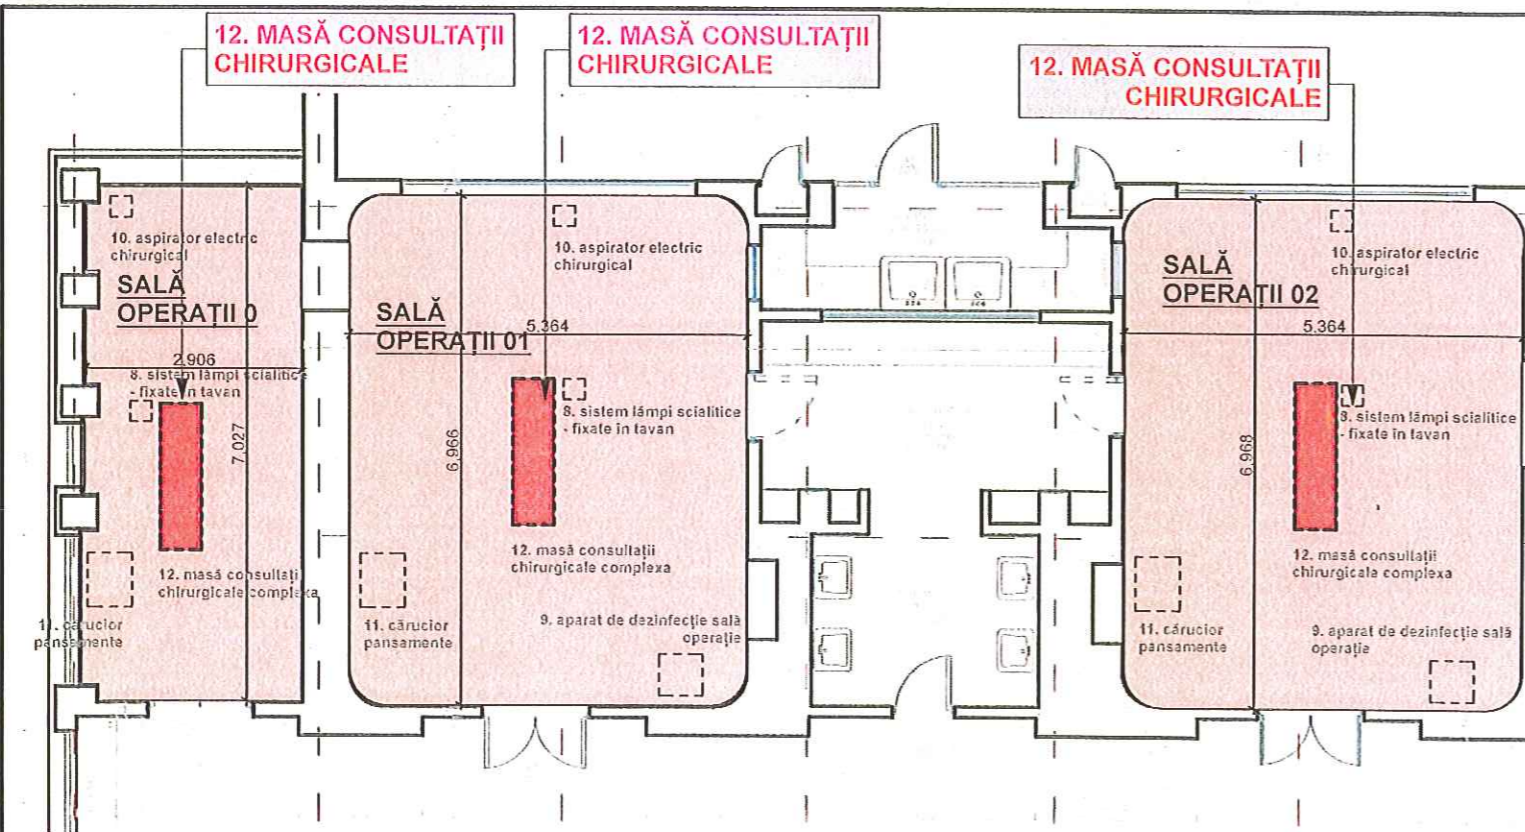 12. MASĂ CONSULTAȚII
CHIRURGICALE
12. MASĂ CONSULTAȚII
CHIRURGICALE
12. MASĂ CONSULTAȚII
CHIRURGICALE
10. aspirator electric
chirurgical
SALĂ
OPERAȚII 0
2.906
8. sistem lămpi scialitice
- fixate în tavan
7.027
12. masă consultații
chirurgicale complexa
11. cărucior
pansamente
10. aspirator electric
chirurgical
SALĂ
OPERAȚII 01
5.364
8. sistem lămpi scialitice
- fixate în tavan
6.966
12. masă consultații
chirurgicale complexa
11. cărucior
pansamente
9. aparat de dezinfecție sală
operație
10. aspirator electric
chirurgical
SALĂ
OPERAȚII 02
5.364
8. sistem lămpi scialitice
- fixate în tavan
6.968
12. masă consultații
chirurgicale complexa
11. cărucior
pansamente
9. aparat de dezinfecție sală
operație